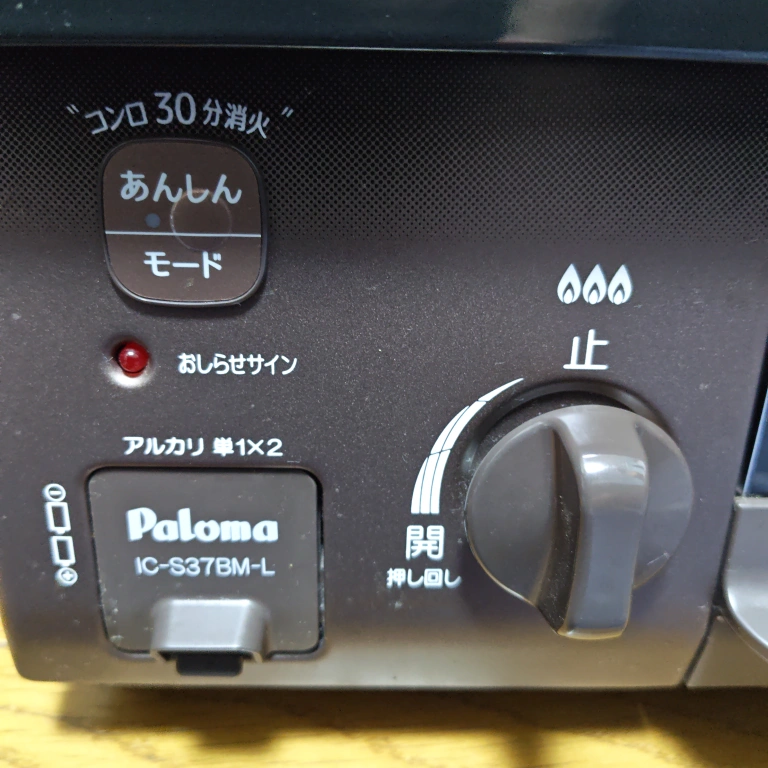 "コンロ30分消火"
あんしん
モード
おしらせサイン
止
アルカリ 単1×2
Paloma
IC-S37BM-L
開
押し回し